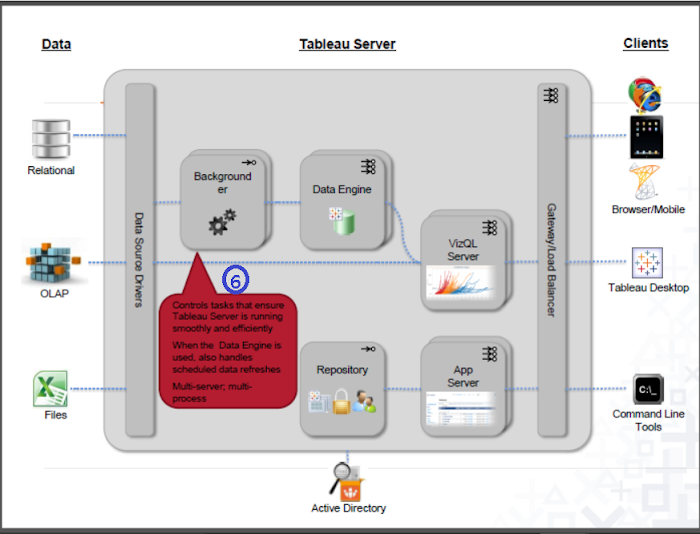 Data
Tableau Server
Clients
Relational
OLAP
Files
Data Source Drivers
Background
er
Data Engine
VizQL
Server
6
Controls tasks that ensure
Tableau Server is running
smoothly and efficiently
When the Data Engine is
used, also handles
scheduled data refreshes
Multi-server; multi-
process
Repository
App
Server
Gateway/Load Balancer
Browser/Mobile
Tableau Desktop
C:\_
Command Line
Tools
Active Directory